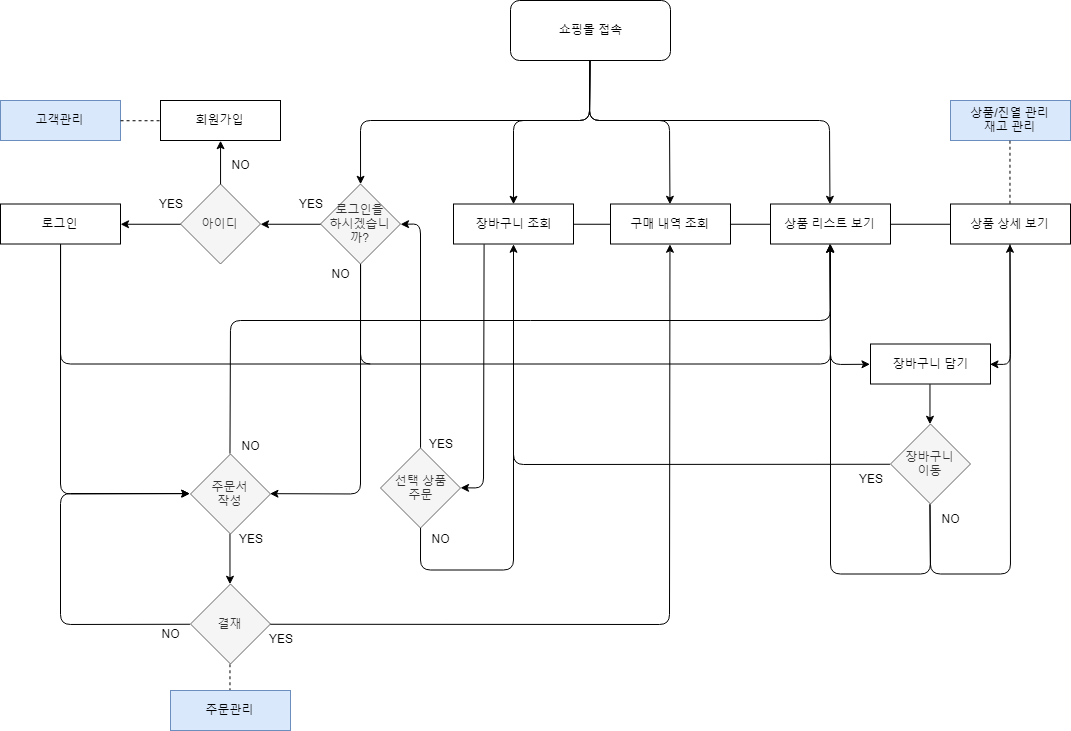 쇼핑몰 접속
고객관리
회원가입
상품/진열 관리
재고 관리
NO
YES
YES
로그인
아이디
로그인을
하시겠습니
까?
장바구니 조회
구매 내역 조회
상품 리스트 보기
상품 상세 보기
NO
장바구니 담기
NO
YES
장바구니
이동
YES
주문서
작성
선택 상품
주문
NO
YES
NO
결재
NO
YES
주문관리